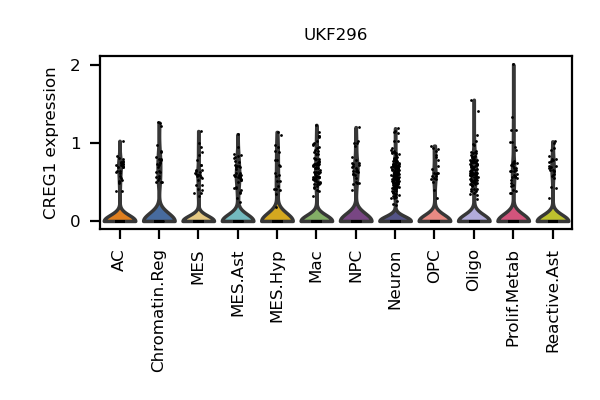 UKF296
CREG1 expression
2
1
0
AC
Chromatin.Reg
MES
MES.Ast
MES.Hyp
Mac
NPC
Neuron
OPC
Oligo
Prolif.Metab
Reactive.Ast